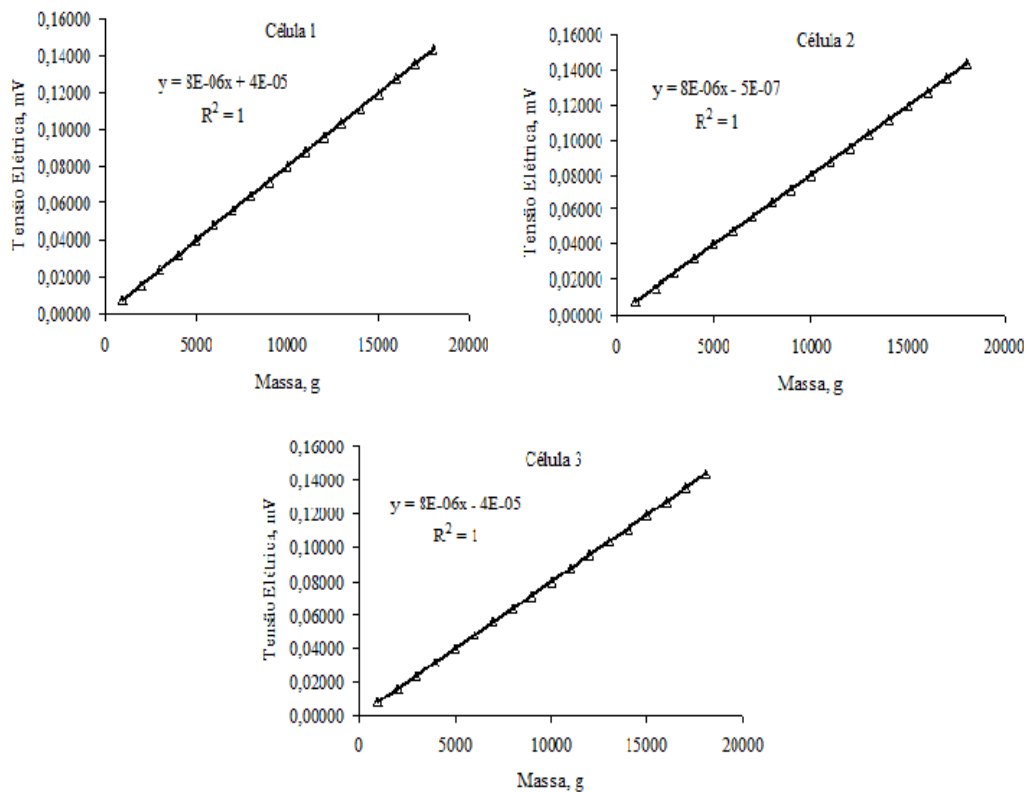 Célula 1
y = 8E-06x + 4E-05
R² = 1
Tensão Elétrica, mV
0,16000
0,14000
0,12000
0,10000
0,08000
0,06000
0,04000
0,02000
0,00000
0 5000 10000 15000 20000
Massa, g
Célula 2
y = 8E-06x - 5E-07
R² = 1
Tensão Elétrica, mV
0,16000
0,14000
0,12000
0,10000
0,08000
0,06000
0,04000
0,02000
0,00000
0 5000 10000 15000 20000
Massa, g
Célula 3
y = 8E-06x - 4E-05
R² = 1
Tensão Elétrica, mV
0,16000
0,14000
0,12000
0,10000
0,08000
0,06000
0,04000
0,02000
0,00000
0 5000 10000 15000 20000
Massa, g